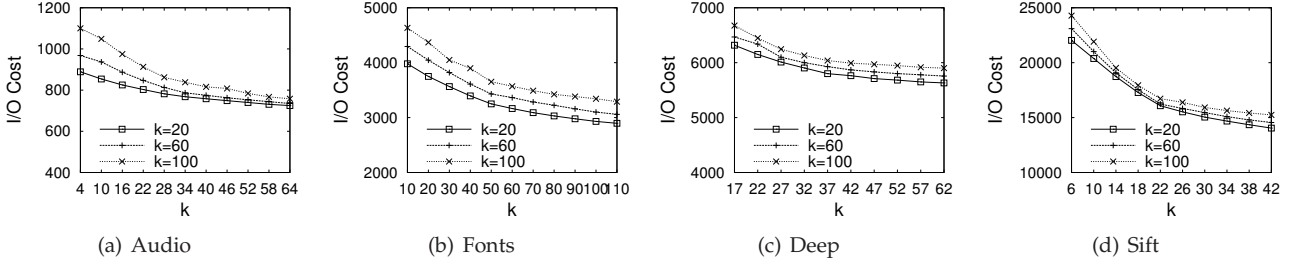 1200
1000
800
600
400
I/O Cost
k=20
k=60
k=100
4 10 16 22 28 34 40 46 52 58 64
k
(a) Audio
5000
4000
3000
2000
I/O Cost
k=20
k=60
k=100
10 20 30 40 50 60 70 80 90 100 110
k
(b) Fonts
7000
6000
5000
4000
I/O Cost
k=20
k=60
k=100
17 22 27 32 37 42 47 52 57 62
k
(c) Deep
25000
20000
15000
10000
I/O Cost
k=20
k=60
k=100
6 10 14 18 22 26 30 34 38 42
k
(d) Sift